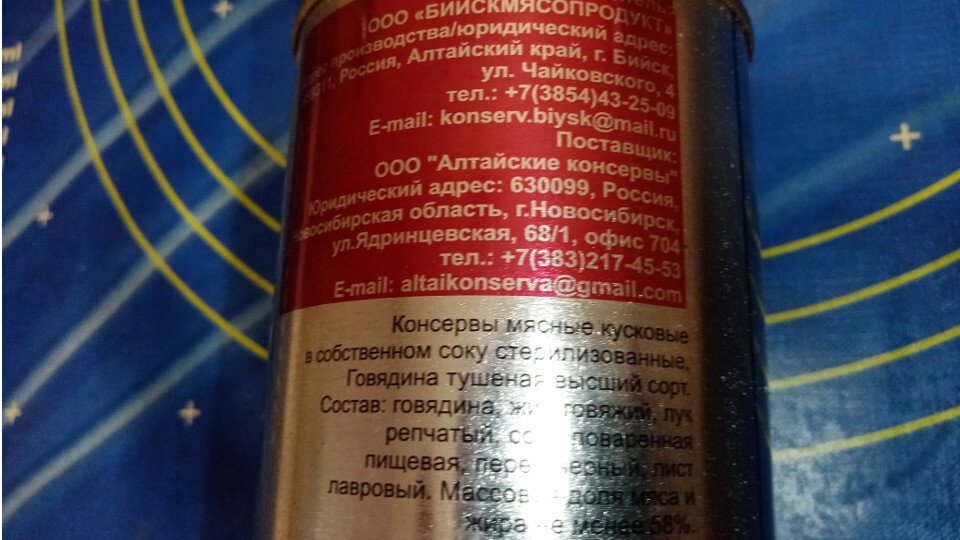 ООО «БИЙСКМЯСОПРОДУКТ»
производства/юридический адрес:
Россия, Алтайский край, г. Бийск,
ул. Чайковского, 4
тел.: +7(3854)43-25-09
E-mail: konserv.biysk@mail.ru
Поставщик:
ООО "Алтайские консервы"
Юридический адрес: 630099, Россия,
Новосибирская область, г.Новосибирск,
ул.Ядринцевская, 68/1, офис 704
тел.: +7(383)217-45-53
E-mail: altaikonserva@gmail.com
Консервы мясные кусковые
в собственном соку стерилизованные.
Говядина тушеная высший сорт.
Состав: говядина, жир говяжий, лук
репчатый, соль поваренная
пищевая, перец черный, лист
лавровый. Массовая доля мяса и
жира не менее 58%.